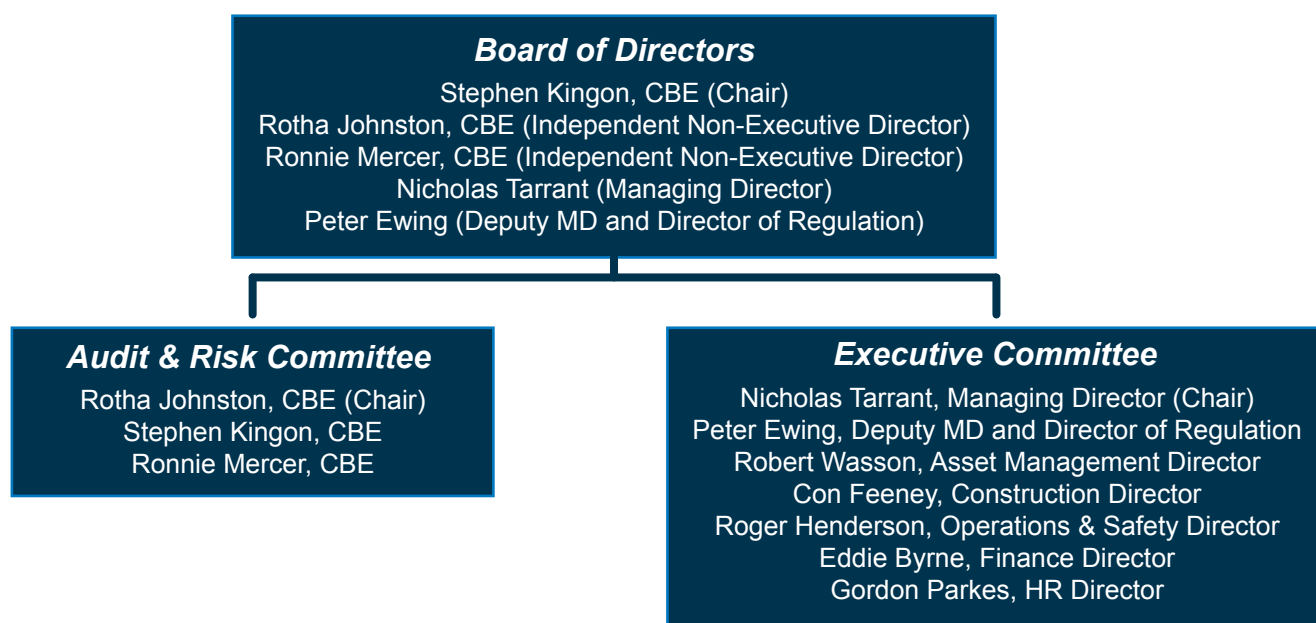 Board of Directors
Stephen Kingon, CBE (Chair)
Rotha Johnston, CBE (Independent Non-Executive Director)
Ronnie Mercer, CBE (Independent Non-Executive Director)
Nicholas Tarrant (Managing Director)
Peter Ewing (Deputy MD and Director of Regulation)
Audit & Risk Committee
Rotha Johnston, CBE (Chair)
Stephen Kingon, CBE
Ronnie Mercer, CBE
Executive Committee
Nicholas Tarrant, Managing Director (Chair)
Peter Ewing, Deputy MD and Director of Regulation
Robert Wasson, Asset Management Director
Con Feeney, Construction Director
Roger Henderson, Operations & Safety Director
Eddie Byrne, Finance Director
Gordon Parkes, HR Director